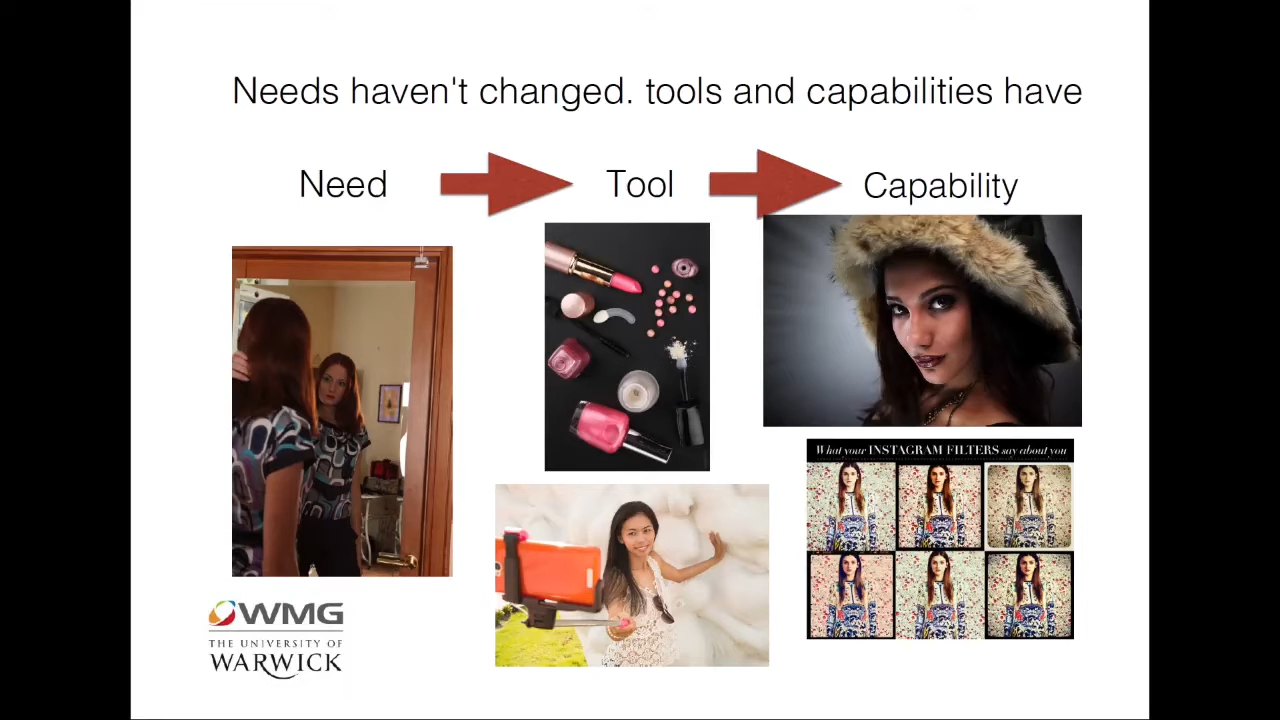 Needs haven't changed. tools and capabilities have
Need
Tool
Capability
What your INSTAGRAM FILTERS say about you
WMG
THE UNIVERSITY OF
WARWICK